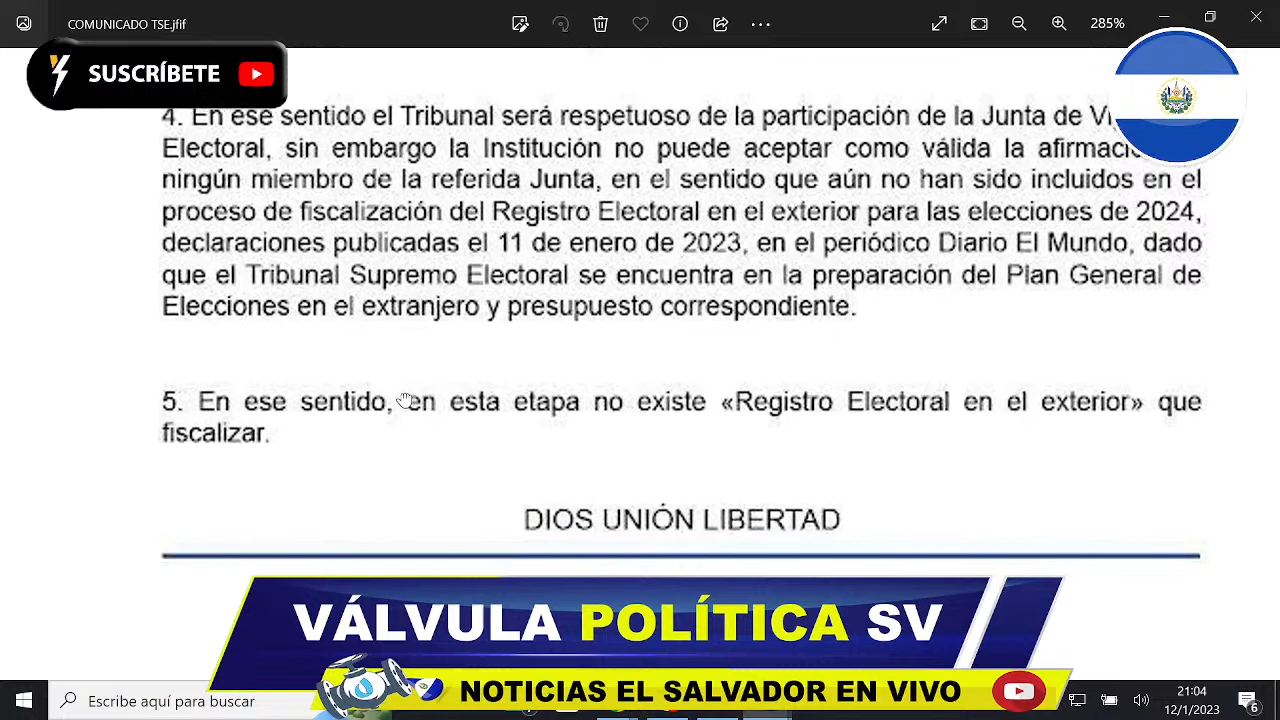 COMUNICADO TSE.jfif
285%
SUSCRÍBETE
4. En ese sentido el Tribunal será respetuoso de la participación de la Junta de
Electoral, sin embargo la Institución no puede aceptar como válida la
ningún miembro de la referida Junta, en el sentido que aún no han sido incluidos en el
proceso de fiscalización del Registro Electoral en el exterior para las elecciones de 2024,
declaraciones publicadas el 11 de enero de 2023, en el periódico Diario El Mundo, dado
que el Tribunal Supremo Electoral se encuentra en la preparación del Plan General de
Elecciones en el extranjero y presupuesto correspondiente.
5. En ese sentido, en esta etapa no existe «Registro Electoral en el exterior» que
fiscalizar.
DIOS UNIÓN LIBERTAD
VÁLVULA POLÍTICA SV
NOTICIAS EL SALVADOR EN VIVO
Escribe aquí para buscar
21:04
12/1/2023
6